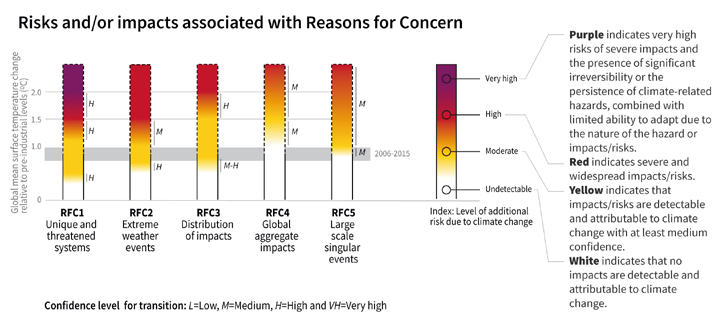 Risks and/or impacts associated with Reasons for Concern
Global mean surface temperature change
relative to pre-industrial levels (ºC)
2.0
1.5
1.0
0
H
H
H
M
H
H
M-H
M
M
M
2006-2015
RFC1
Unique and
threatened
systems
RFC2
Extreme
weather
events
RFC3
Distribution
of impacts
RFC4
Global
aggregate
impacts
RFC5
Large
scale
singular
events
Very high
High
Moderate
Undetectable
Index: Level of additional
risk due to climate change
Purple indicates very high
risks of severe impacts and
the presence of significant
irreversibility or the
persistence of climate-related
hazards, combined with
limited ability to adapt due to
the nature of the hazard or
impacts/risks.
Red indicates severe and
widespread impacts/risks.
Yellow indicates that
impacts/risks are detectable
and attributable to climate
change with at least medium
confidence.
White indicates that no
impacts are detectable and
attributable to climate
change.
Confidence level for transition: L=Low, M=Medium, H=High and VH=Very high